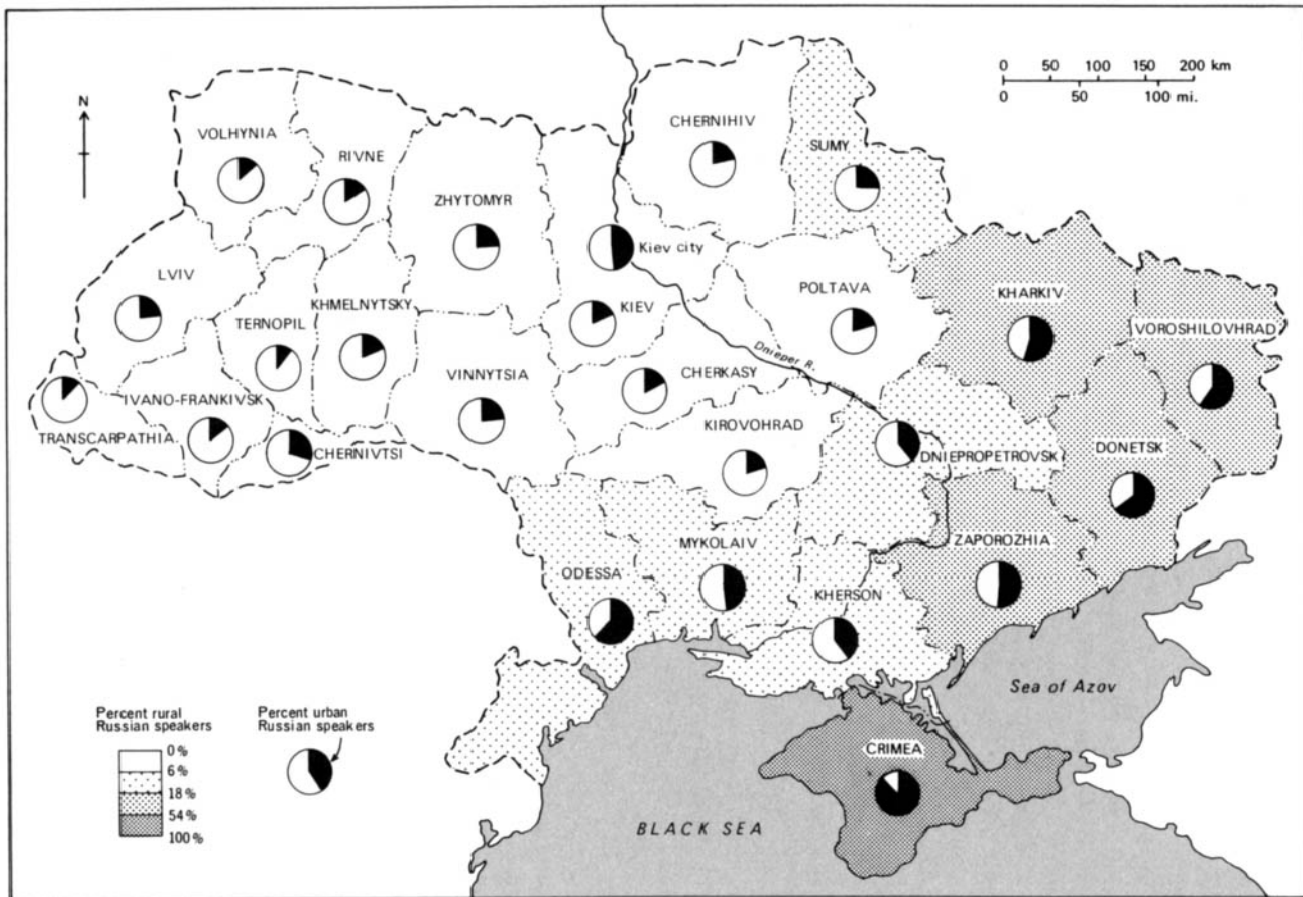 0 50 100 150 200 km
0 50 100 mi.
N
CHERNIHIV
VOLHYNIA
SUMY
RIVNE
ZHYTOMYR
Kiev city
LVIV
POLTAVA
KHARKIV
KHMELNYTSKY
TERNOPIL
KIEV
VOROSHILOVHRAD
Dnieper R.
VINNYTSIA
CHERKASY
IVANO-FRANKIVSK
TRANSCARPATHIA
KIROVOHRAD
CHERNIVTSI
DNIEPROPETROVSK
DONETSK
MYKOLAIV
ZAPOROZHIA
ODESSA
KHERSON
Sea of Azov
Percent rural
Russian speakers
0 %
6 %
18 %
54 %
100 %
Percent urban
Russian speakers
CRIMEA
BLACK SEA